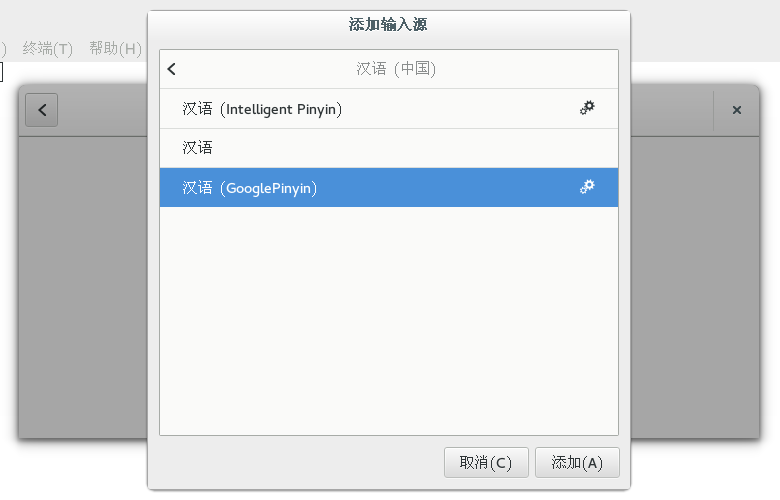 添加输入源
) 终端(T) 帮助(H)
汉语 (中国)
汉语 (Intelligent Pinyin)
汉语
汉语 (GooglePinyin)
取消(C) 添加(A)